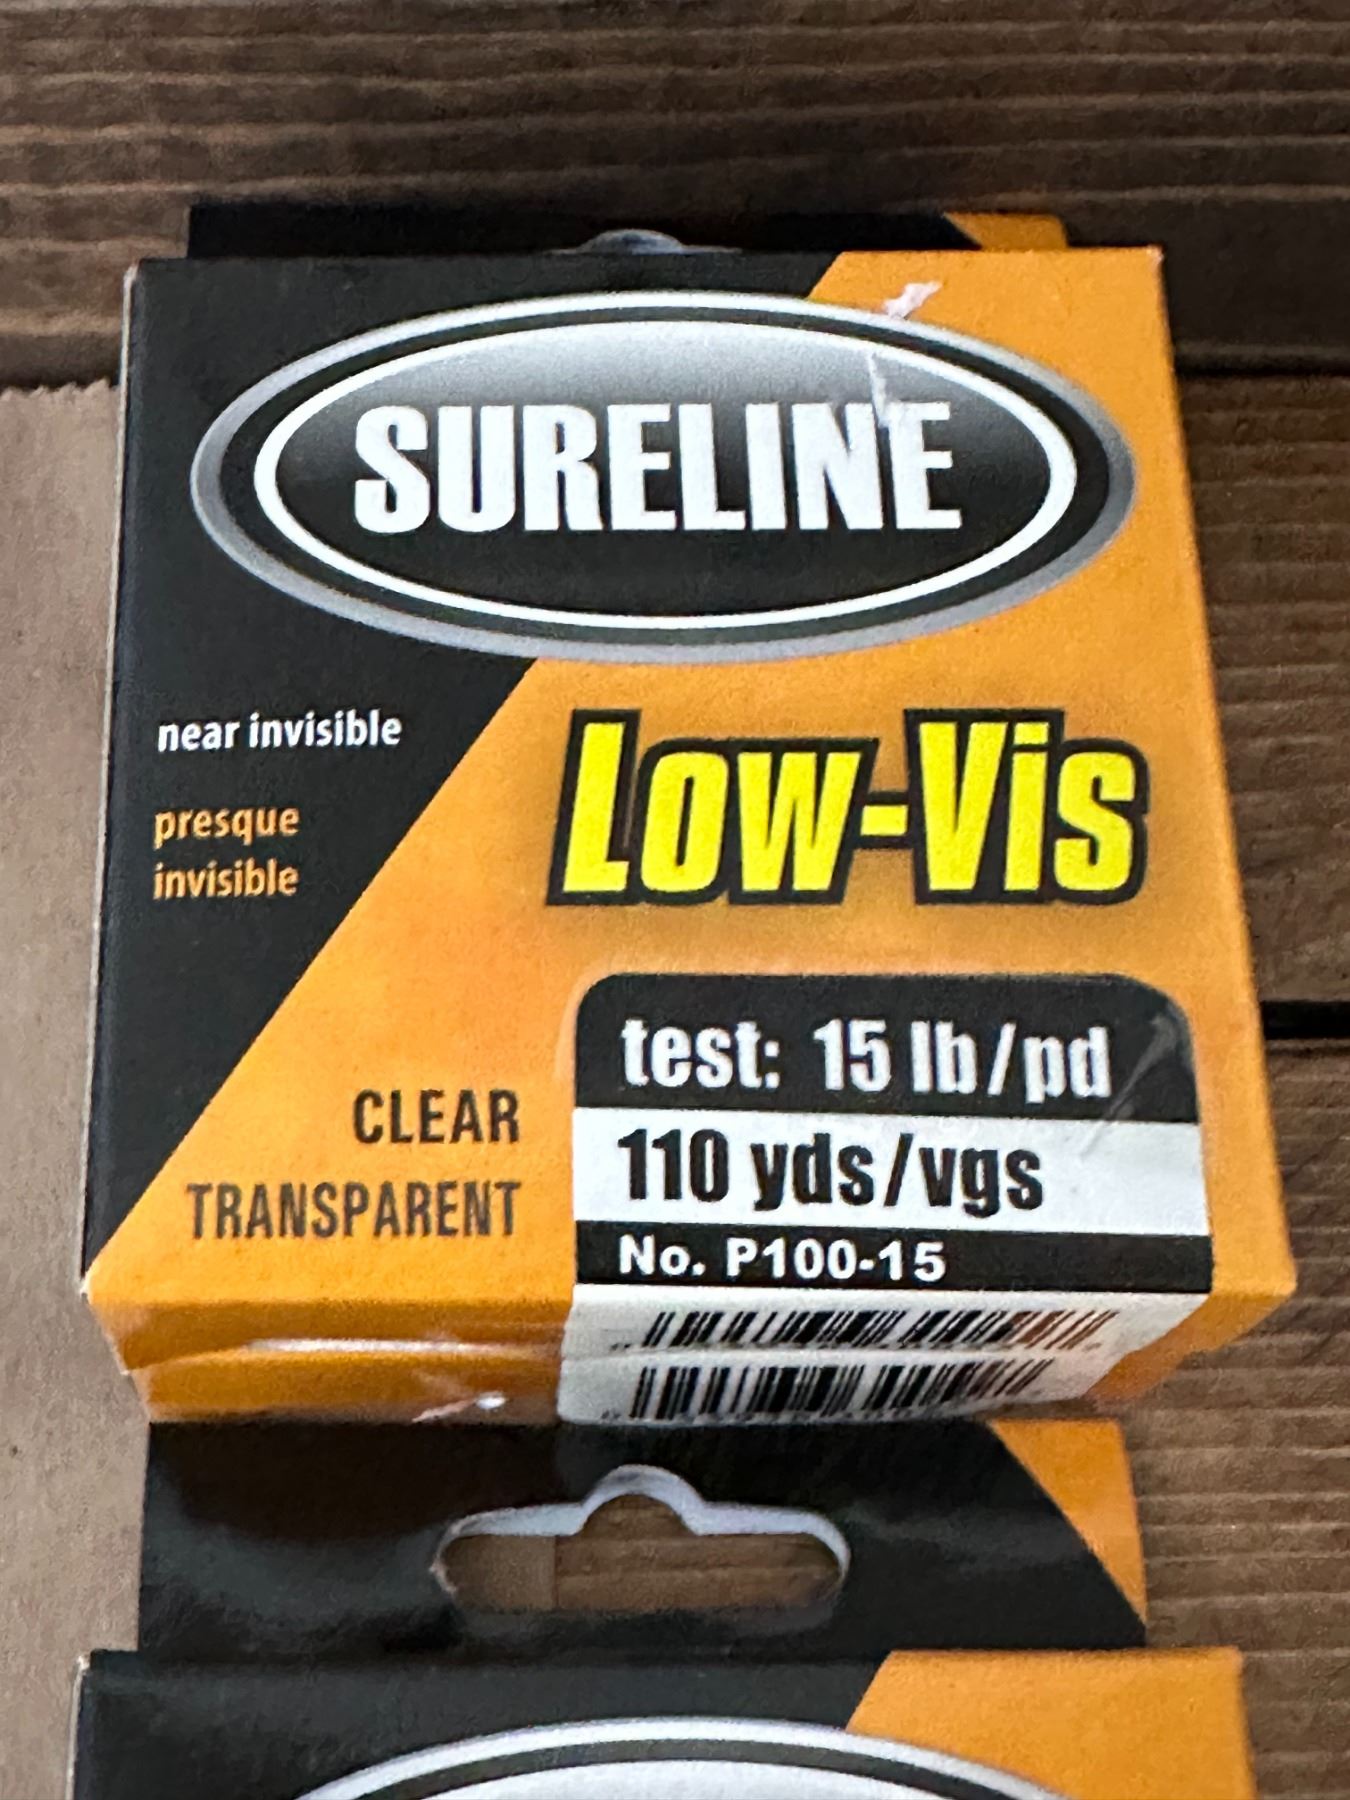 SURELINE
near invisible
presque
invisible
Low-Vis
CLEAR
TRANSPARENT
test: 15 lb/pd
110 yds/vgs
No. P100-15